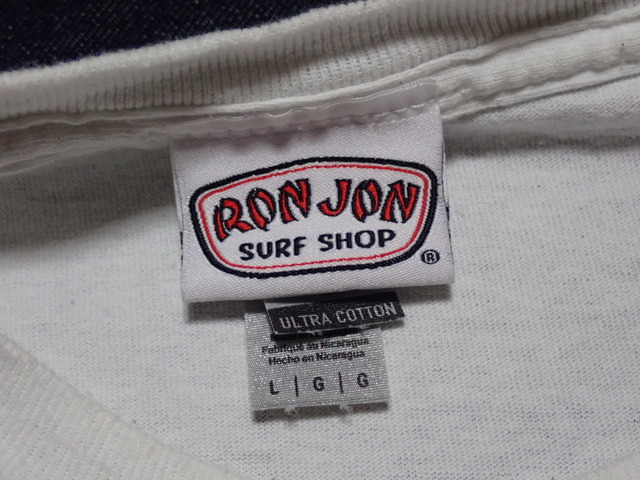 RON JON
SURF SHOP
®
ULTRA COTTON
Fabriqué au Nicaragua
Hecho en Nicaragua
L | G | G